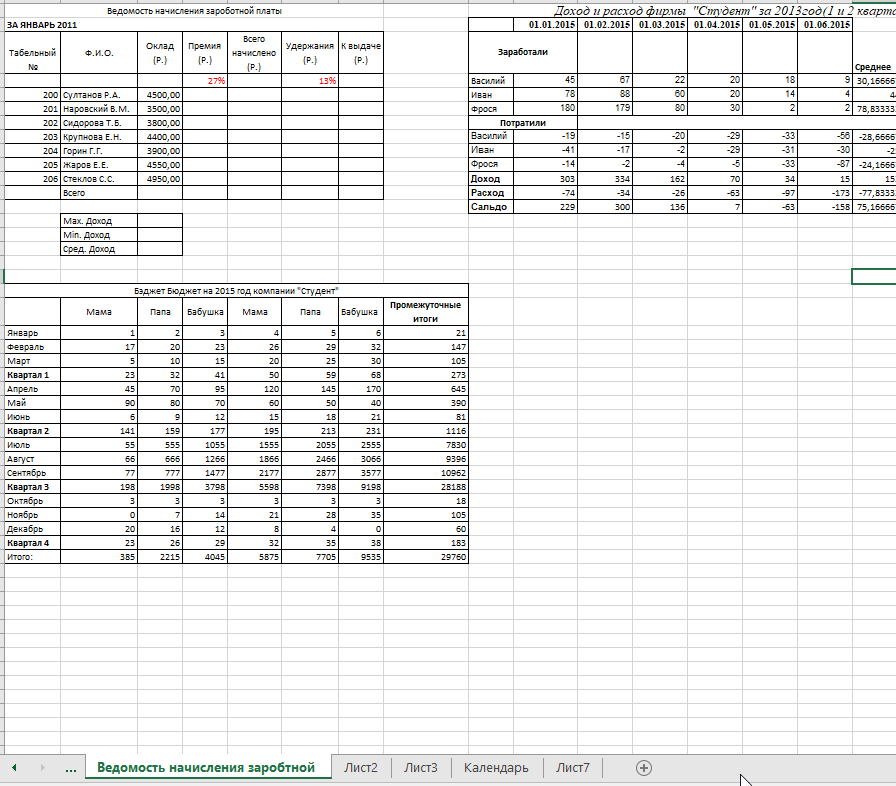 Ведомость начисления зароботной платы
ЗА ЯНВАРЬ 2011
Табельный № Ф.И.О. Оклад (Р.) Премия (Р.) Всего начислено (Р.) Удержания (Р.) К выдаче (Р.)
27% 13%
200 Султанов Р.А. 4500,00
201 Наровский В.М. 3500,00
202 Сидорова Т.Б. 3800,00
203 Крупнова Е.Н. 4400,00
204 Горин Г.Г. 3900,00
205 Жаров Е.Е. 4550,00
206 Стеклов С.С. 4950,00
Всего
Max. Доход
Min. Доход
Сред. Доход
Доход и расход фирмы "Студент" за 2013год(1 и 2 кварта
01.01.2015 01.02.2015 01.03.2015 01.04.2015 01.05.2015 01.06.2015
Заработали Среднее
Василий 45 67 22 20 18 9 30,16666
Иван 78 88 60 20 14 4 4
Фрося 180 179 80 30 2 2 78,83333
Потратили
Василий -19 -15 -20 -29 -33 -56 -28,6666
Иван -41 -17 -2 -29 -31 -30 -2
Фрося -14 -2 -4 -5 -33 -87 -24,1666
Доход 303 334 162 70 34 15 15
Расход -74 -34 -26 -63 -97 -173 -77,8333
Сальдо 229 300 136 7 -63 -158 75,16666
Бэджет Бюджет на 2015 год компании "Студент"
Мама Папа Бабушка Мама Папа Бабушка Промежуточные итоги
Январь 1 2 3 4 5 6 21
Февраль 17 20 23 26 29 32 147
Март 5 10 15 20 25 30 105
Квартал 1 23 32 41 50 59 68 273
Апрель 45 70 95 120 145 170 645
Май 90 80 70 60 50 40 390
Июнь 6 9 12 15 18 21 81
Квартал 2 141 159 177 195 213 231 1116
Июль 55 555 1055 1555 2055 2555 7830
Август 66 666 1266 1866 2466 3066 9396
Сентябрь 77 777 1477 2177 2877 3577 10962
Квартал 3 198 1998 3798 5598 7398 9198 28188
Октябрь 3 3 3 3 3 3 18
Ноябрь 0 7 14 21 28 35 105
Декабрь 20 16 12 8 4 0 60
Квартал 4 23 26 29 32 35 38 183
Итого: 385 2215 4045 5875 7705 9535 29760
... Ведомость начисления заробтной Лист2 Лист3 Календарь Лист7